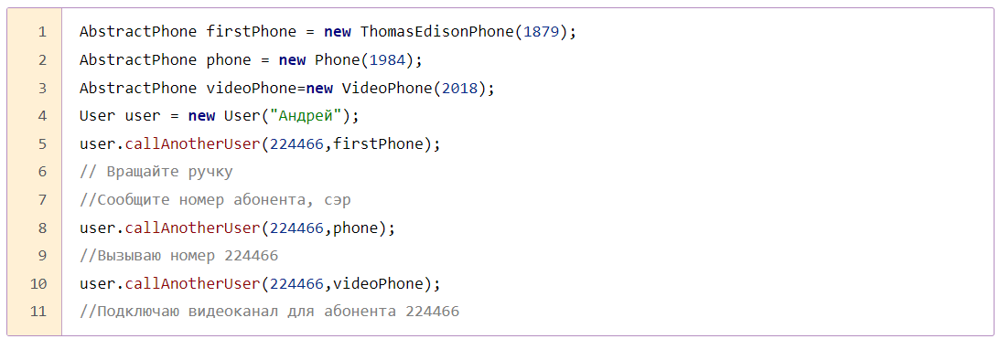 1 AbstractPhone firstPhone = new ThomasEdisonPhone(1879);
2 AbstractPhone phone = new Phone(1984);
3 AbstractPhone videoPhone=new VideoPhone(2018);
4 User user = new User("Андрей");
5 user.callAnotherUser(224466,firstPhone);
6 // Вращайте ручку
7 //Сообщите номер абонента, сэр
8 user.callAnotherUser(224466,phone);
9 //Вызываю номер 224466
10 user.callAnotherUser(224466,videoPhone);
11 //Подключаю видеоканал для абонента 224466